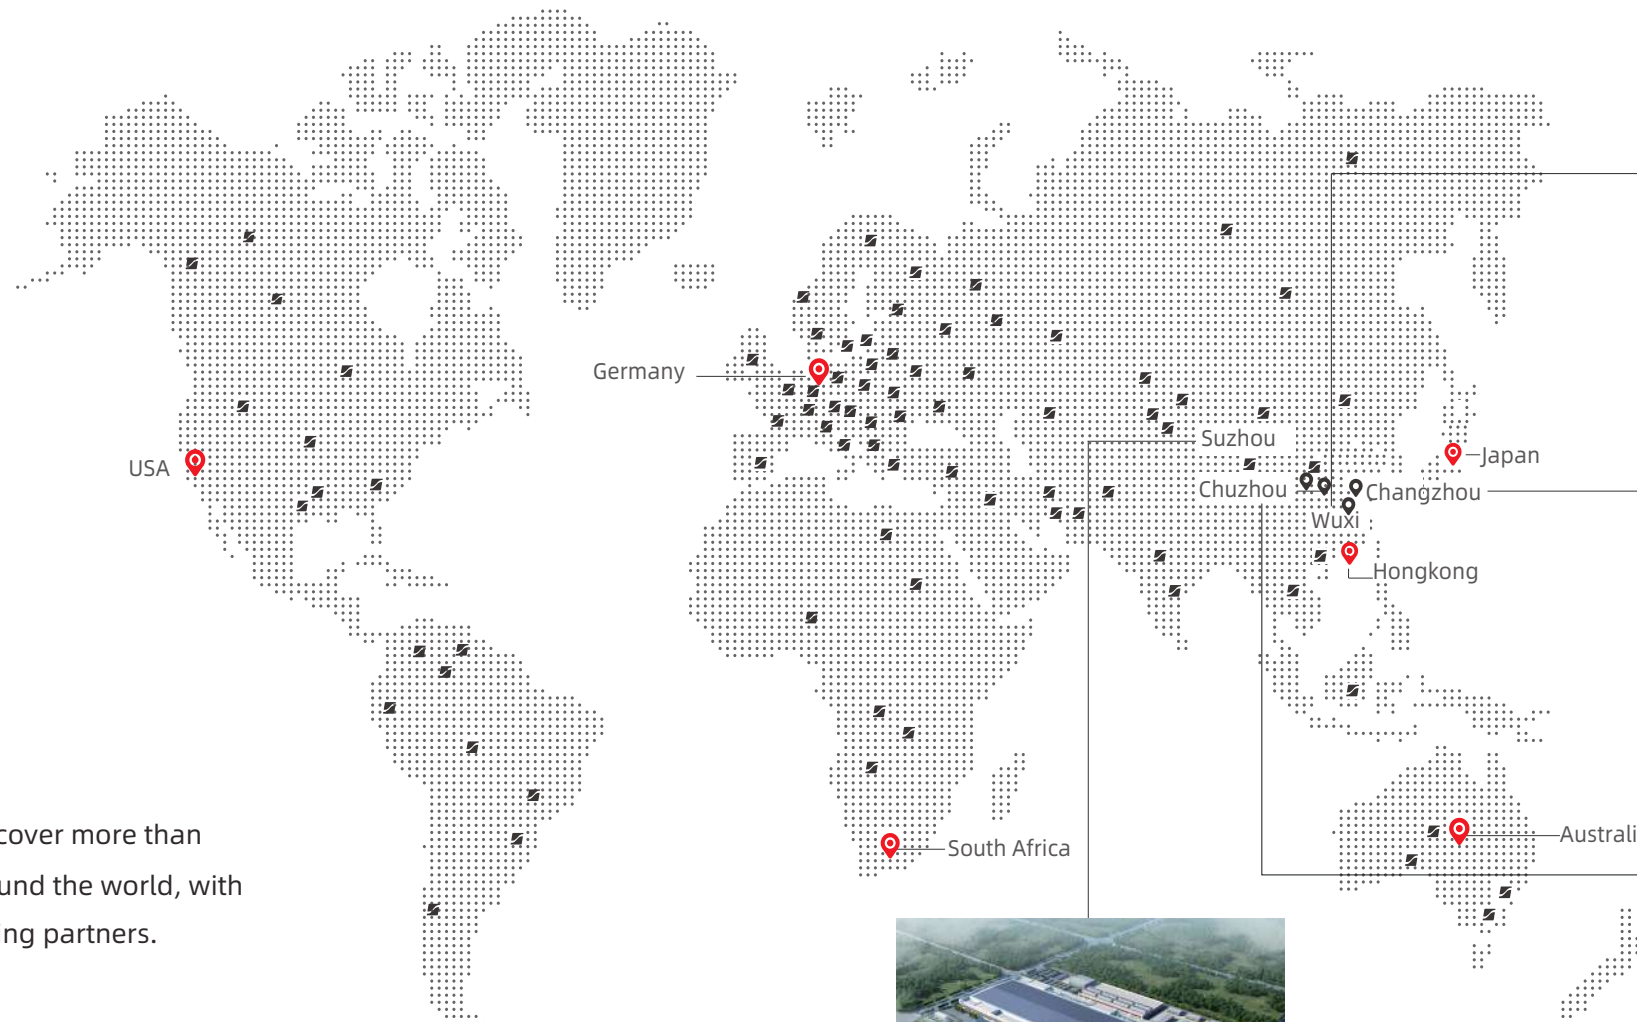 Germany
USA
Suzhou
Japan
Chuzhou
Changzhou
Wuxi
Hongkong
cover more than
und the world, with
ing partners.
South Africa
Australi